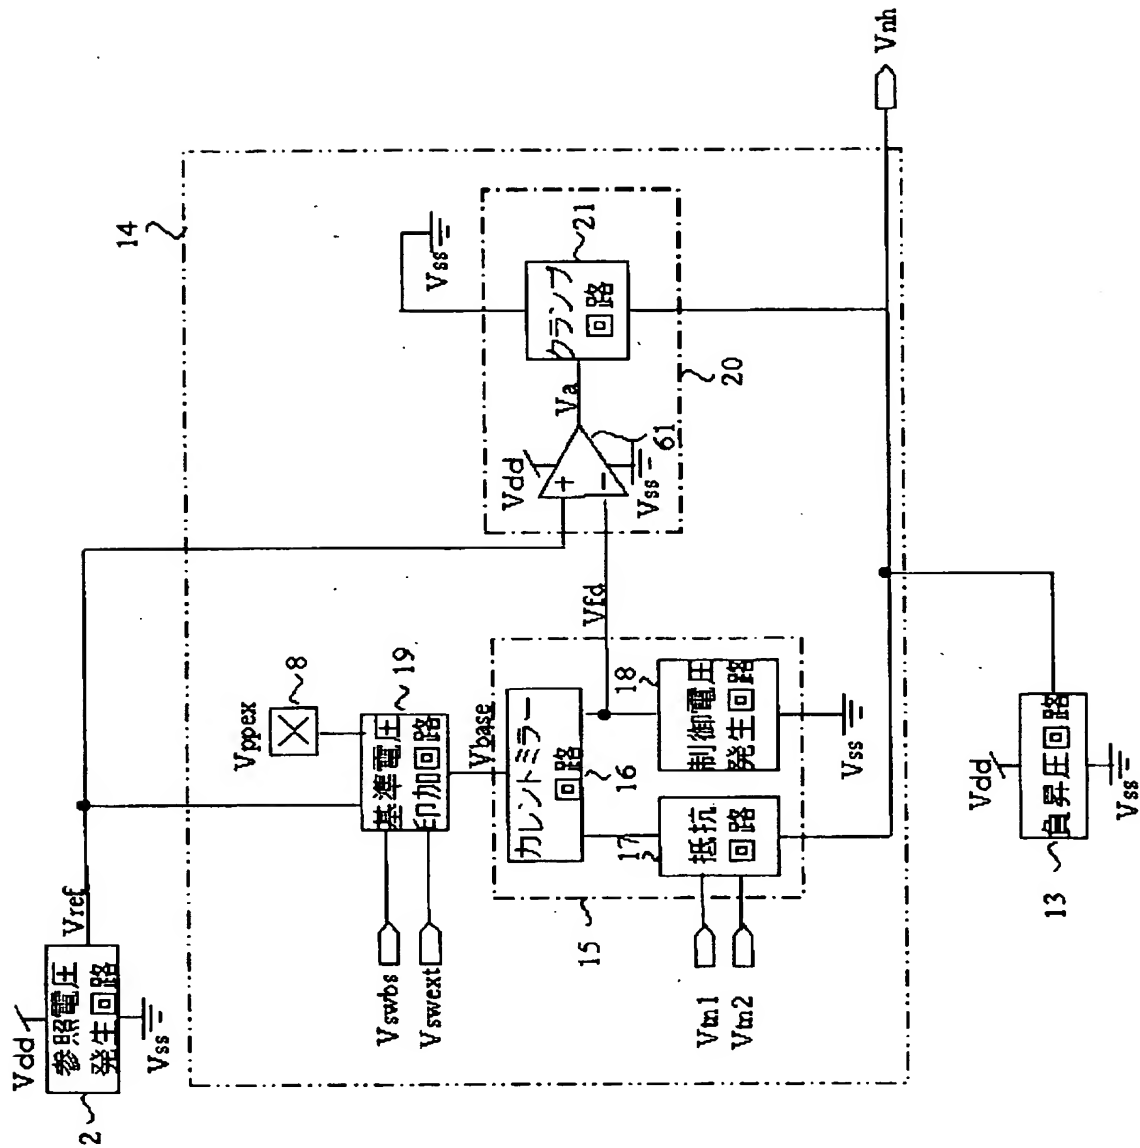 Vdd
参照電圧
発生回路
Vss
2
Vref
14
Vppex
8
基準電圧
印加回路
19
Vswbs
Vswext
Vbase
カレントミラー
回路
16
17
抵抗
回路
18
制御電圧
発生回路
Vss
15
Vtn1
Vtn2
Vfd
Vdd
+
-
Vss
61
Va
クランプ
回路
21
Vss
20
Vdd
負昇圧回路
Vss
13
Vnh